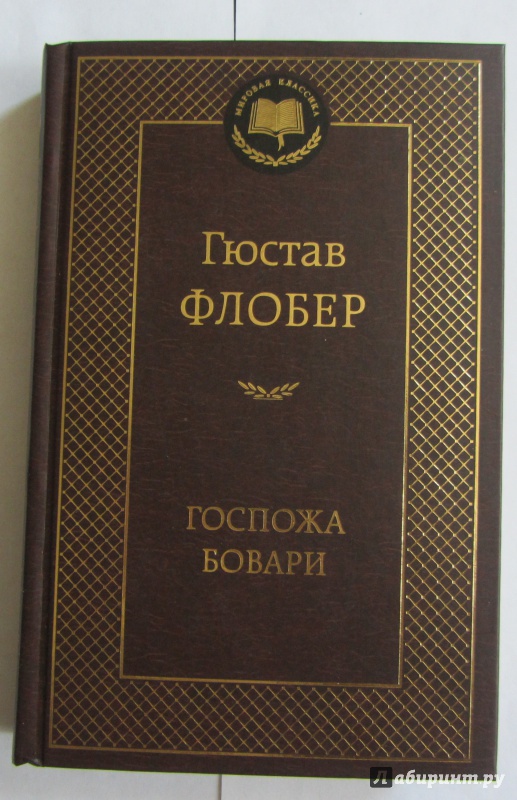 МИРОВАЯ КЛАССИКА
Гюстав
ФЛОБЕР
ГОСПОЖА
БОВАРИ
Лабиринт.ру